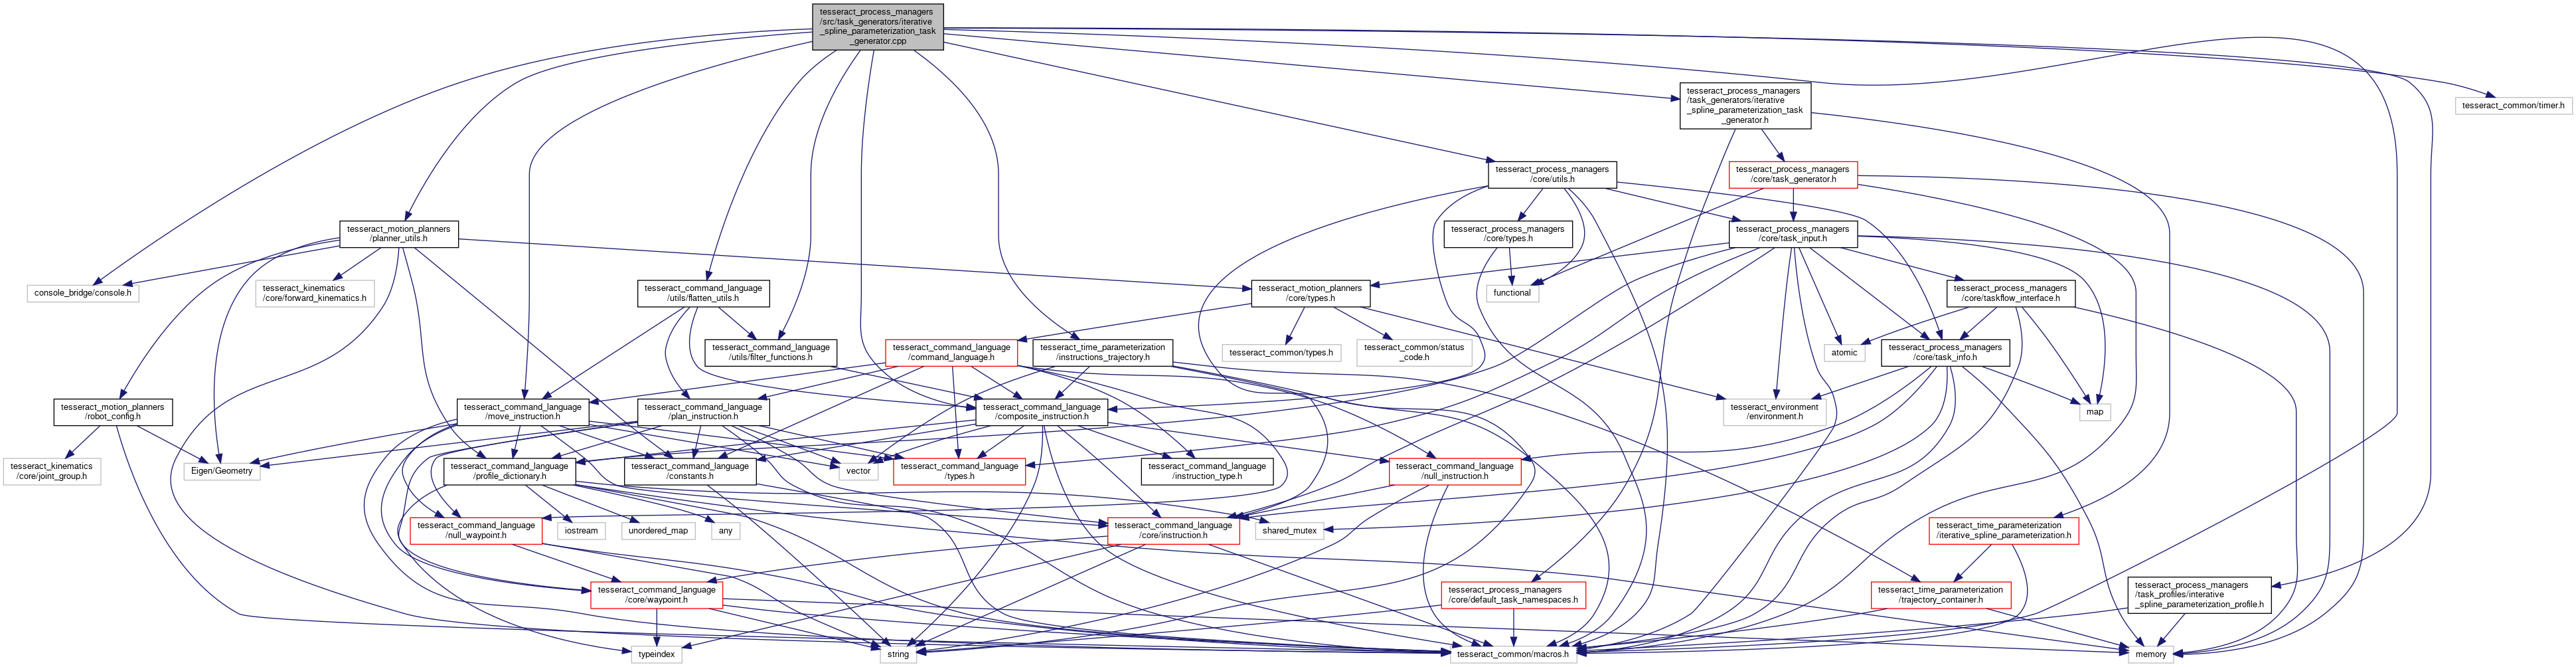 tesseract_process_managers
/src/task_generators/iterative
_spline_parameterization_task
_generator.cpp
tesseract_process_managers
/task_generators/iterative
_spline_parameterization_task
_generator.h
tesseract_common/timer.h
tesseract_process_managers
/core/utils.h
tesseract_process_managers
/core/task_generator.h
tesseract_motion_planners
/planner_utils.h
tesseract_process_managers
/core/types.h
tesseract_process_managers
/core/task_input.h
console_bridge/console.h
tesseract_kinematics
/core/forward_kinematics.h
tesseract_command_language
/utils/flatten_utils.h
tesseract_motion_planners
/core/types.h
functional
tesseract_process_managers
/core/taskflow_interface.h
tesseract_command_language
/utils/filter_functions.h
tesseract_command_language
/command_language.h
tesseract_time_parameterization
/instructions_trajectory.h
tesseract_common/types.h
tesseract_common/status
_code.h
atomic
tesseract_process_managers
/core/task_info.h
tesseract_motion_planners
/robot_config.h
tesseract_command_language
/move_instruction.h
tesseract_command_language
/plan_instruction.h
tesseract_command_language
/composite_instruction.h
tesseract_environment
/environment.h
map
tesseract_kinematics
/core/joint_group.h
Eigen/Geometry
tesseract_command_language
/profile_dictionary.h
tesseract_command_language
/constants.h
vector
tesseract_command_language
/types.h
tesseract_command_language
/instruction_type.h
tesseract_command_language
/null_instruction.h
tesseract_command_language
/null_waypoint.h
iostream
unordered_map
any
tesseract_command_language
/core/instruction.h
shared_mutex
tesseract_time_parameterization
/iterative_spline_parameterization.h
tesseract_command_language
/core/waypoint.h
tesseract_process_managers
/core/default_task_namespaces.h
tesseract_time_parameterization
/trajectory_container.h
tesseract_process_managers
/task_profiles/iterative
_spline_parameterization_profile.h
typeindex
string
tesseract_common/macros.h
memory